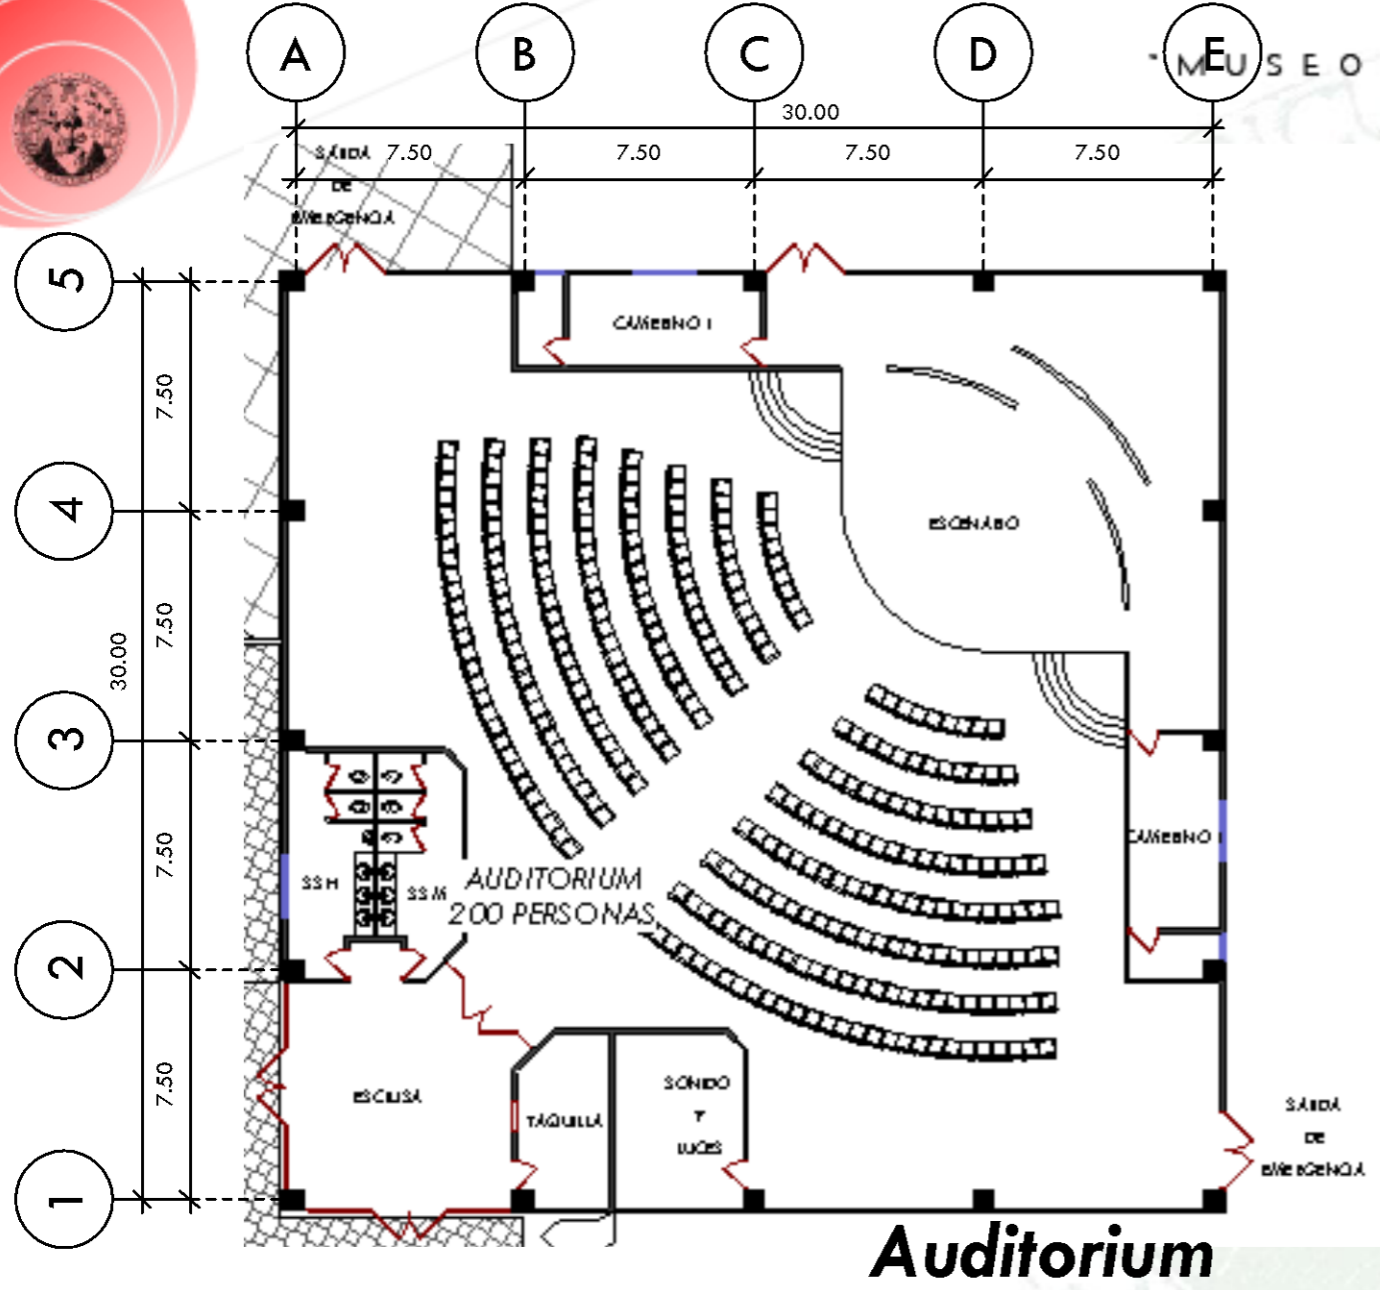 A B C D E
MUSEO
30.00
7.50 7.50 7.50 7.50
SALIDA
DE
EMERGENCIA
5
CAMERINO 1
7.50
4
ESCENARIO
7.50
30.00
3
7.50
CAMERINO
SSH
SSM
AUDITORIUM
200 PERSONAS
2
7.50
ESCLUSA
TAQUILLA
SONIDO
Y
LUCES
SALIDA
DE
EMERGENCIA
1
Auditorium